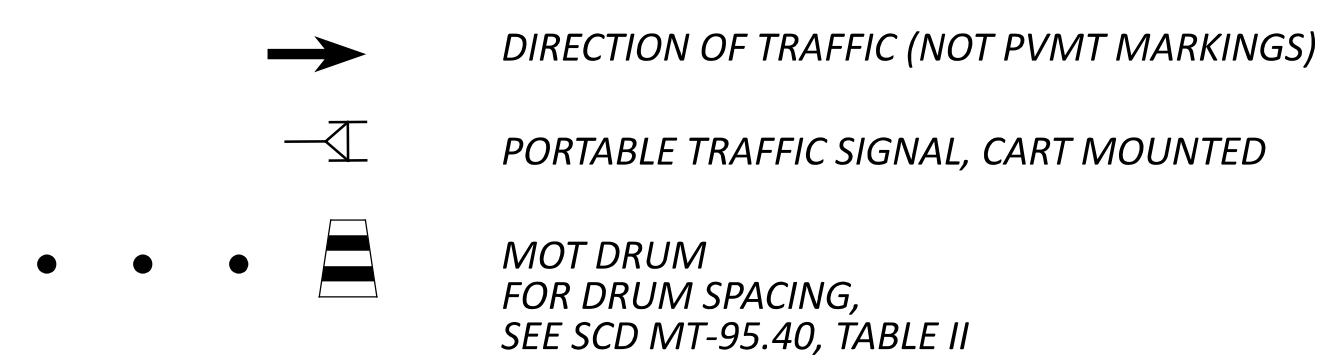 DIRECTION OF TRAFFIC (NOT PVMT MARKINGS)
PORTABLE TRAFFIC SIGNAL, CART MOUNTED
MOT DRUM
FOR DRUM SPACING,
SEE SCD MT-95.40, TABLE II